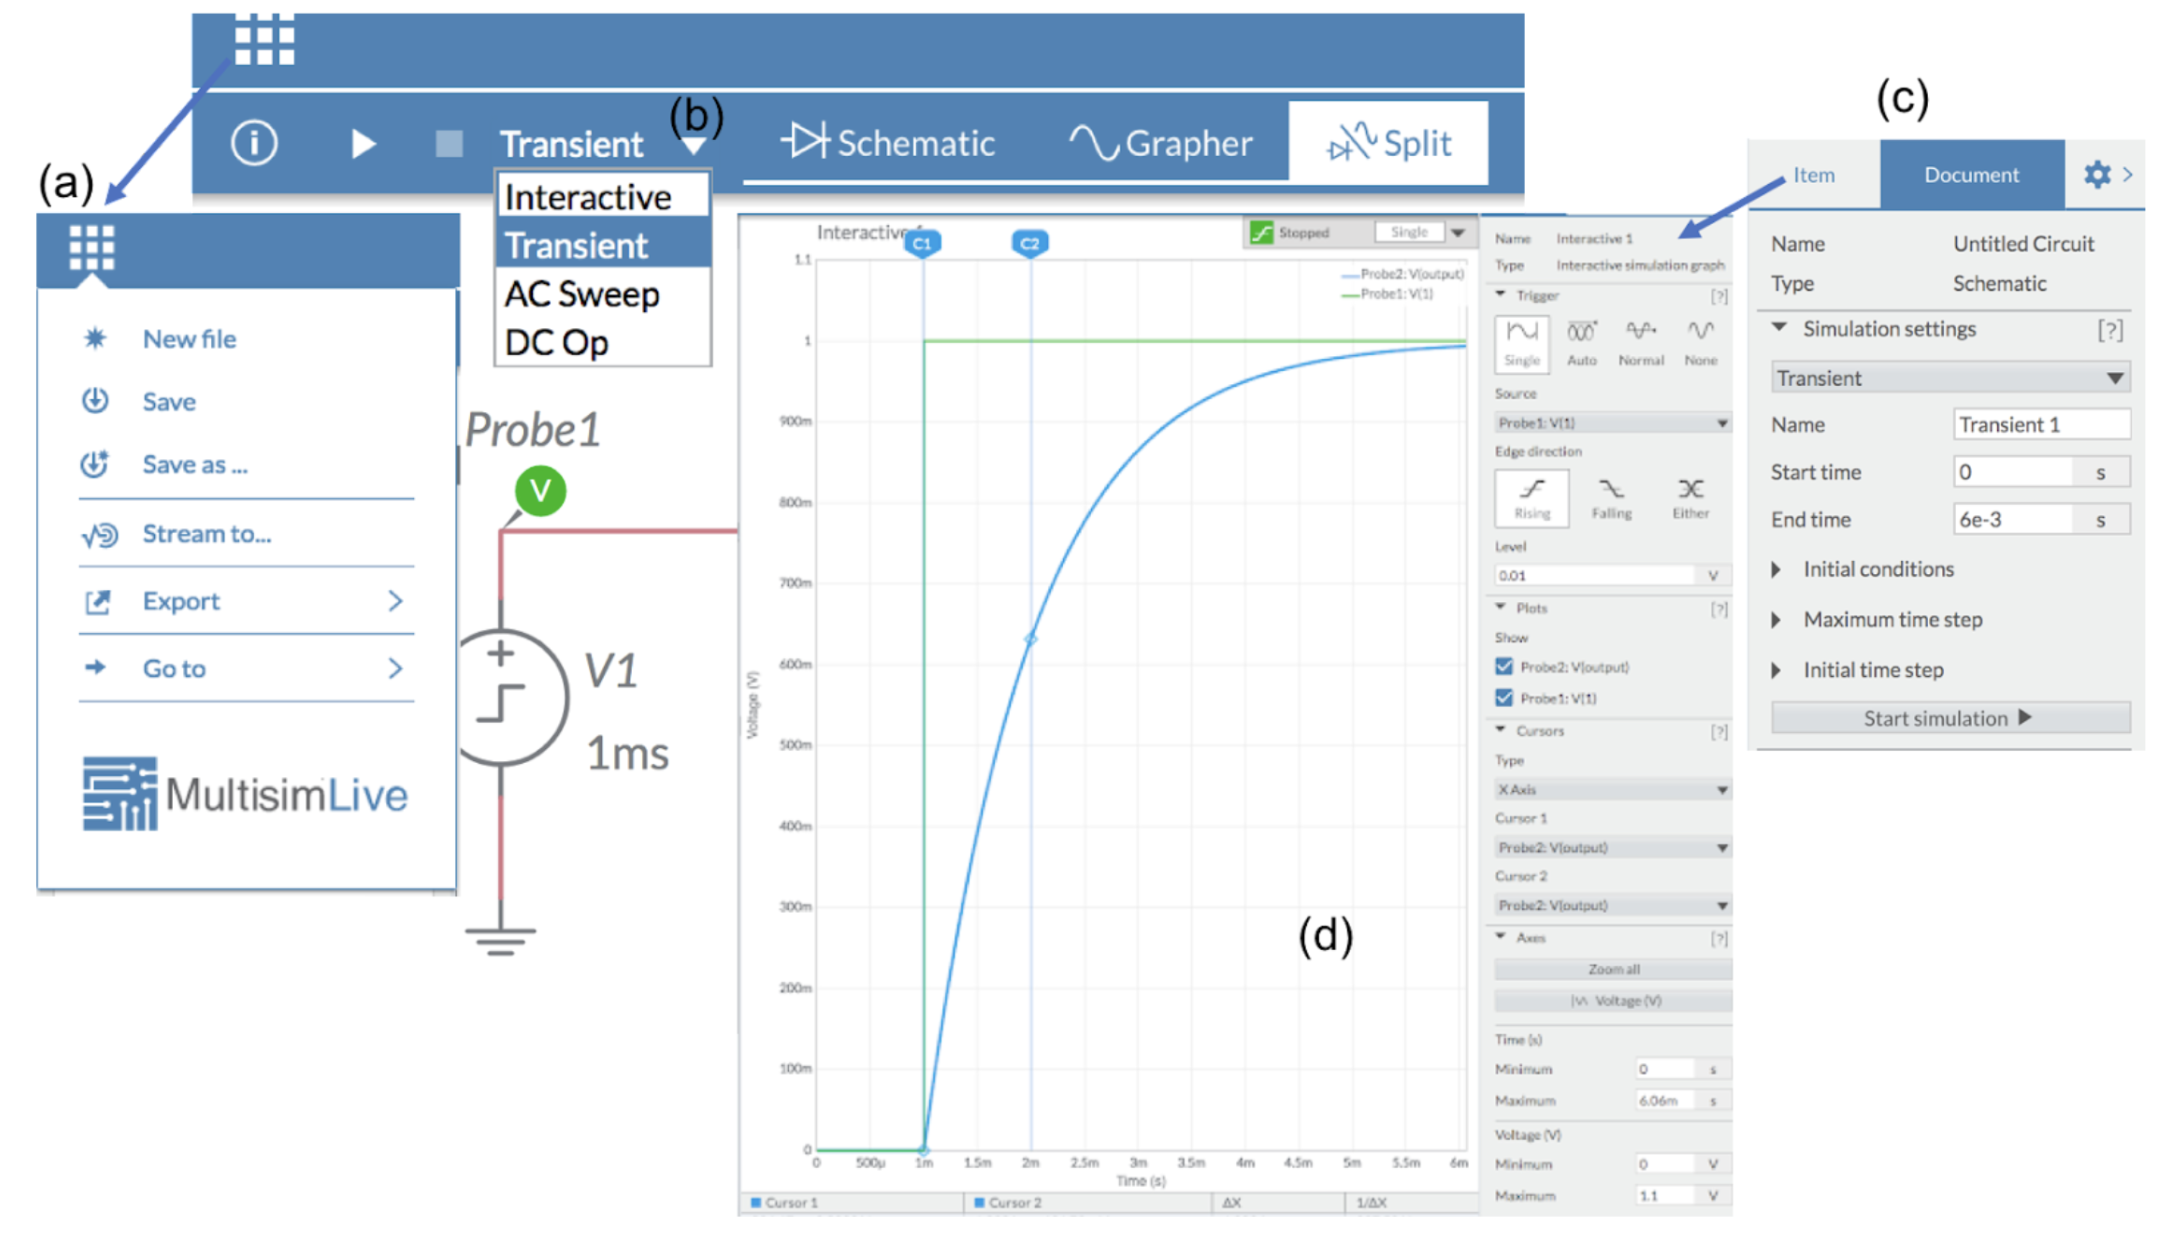 (b)
Transient
Schematic
Grapher
Split
Interactive
Transient
AC Sweep
DC Op
(a)
New file
Save
Save as ...
Stream to...
Export
Go to
MultisimLive
Probe1
V
V1
1ms
Interactive
C1
C2
Stopped
Single
Probe2: V(output)
Probe1: V(1)
1.1
1
900m
800m
700m
600m
500m
400m
300m
200m
100m
0
Voltage (V)
0 500µ 1m 1.5m 2m 2.5m 3m 3.5m 4m 4.5m 5m 5.5m 6m
Time (s)
Cursor 1 Cursor 2 ΔX 1/ΔX
(d)
Name Interactive 1
Type Interactive simulation graph
Trigger [?]
Single Auto Normal None
Source
Probe1: V(1)
Edge direction
Rising Falling Either
Level
0.01 V
Plots [?]
Show
Probe2: V(output)
Probe1: V(1)
Cursors [?]
Type
X Axis
Cursor 1
Probe2: V(output)
Cursor 2
Probe2: V(output)
Axes [?]
Zoom all
Voltage (V)
Time (s)
Minimum 0 s
Maximum 6.06m s
Voltage (V)
Minimum 0 V
Maximum 1.1 V
(c)
Item Document
Name Untitled Circuit
Type Schematic
Simulation settings [?]
Transient
Name Transient 1
Start time 0 s
End time 6e-3 s
Initial conditions
Maximum time step
Initial time step
Start simulation